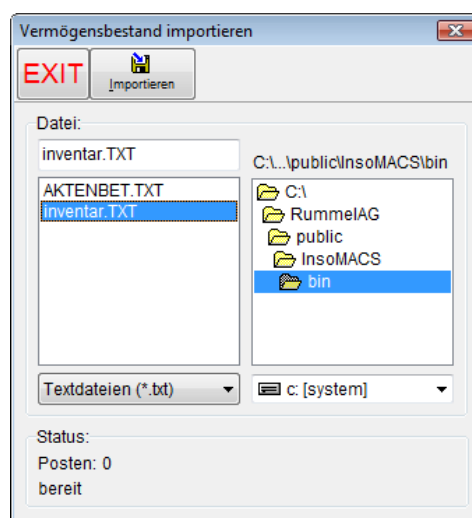 Vermögensbestand importieren
EXIT
Importieren
Datei:
inventar.TXT
C:\...\public\InsoMACS\bin
AKTENBET.TXT
inventar.TXT
C:\
RummelAG
public
InsoMACS
bin
Textdateien (*.txt)
c: [system]
Status:
Posten: 0
bereit